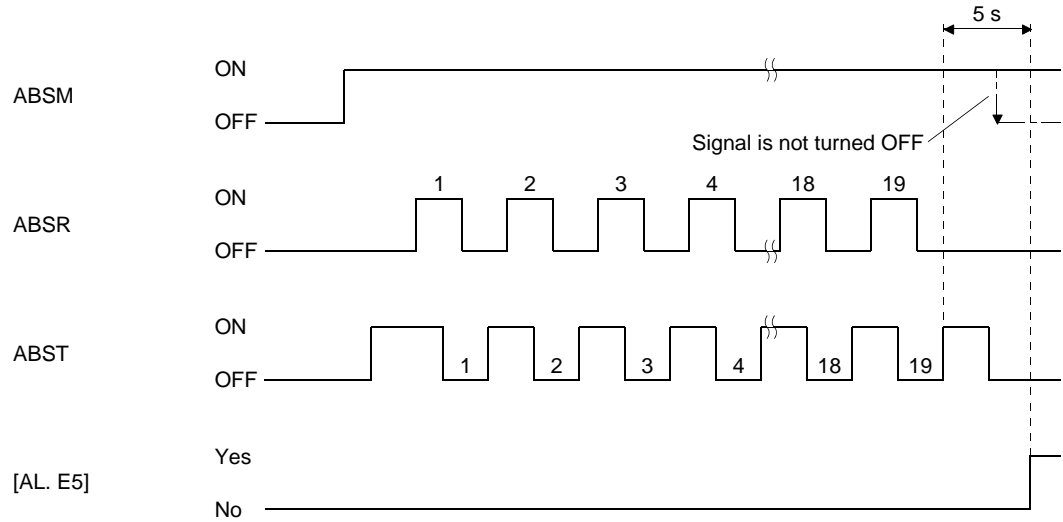 5 s
ABSM
ON
OFF
Signal is not turned OFF
ABSR
ON
OFF
1 2 3 4 18 19
ABST
ON
OFF
1 2 3 4 18 19
[AL. E5]
Yes
No